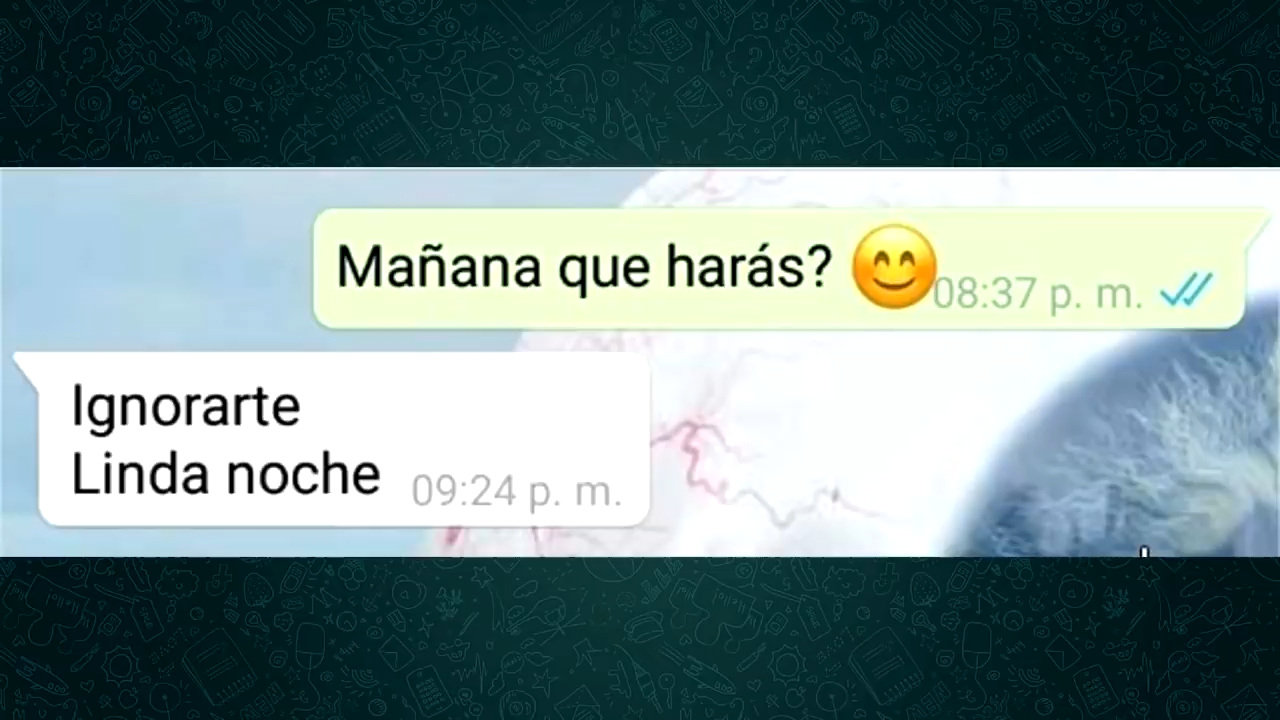 Mañana que harás? 😊 08:37 p. m.
Ignorarte
Linda noche 09:24 p. m.